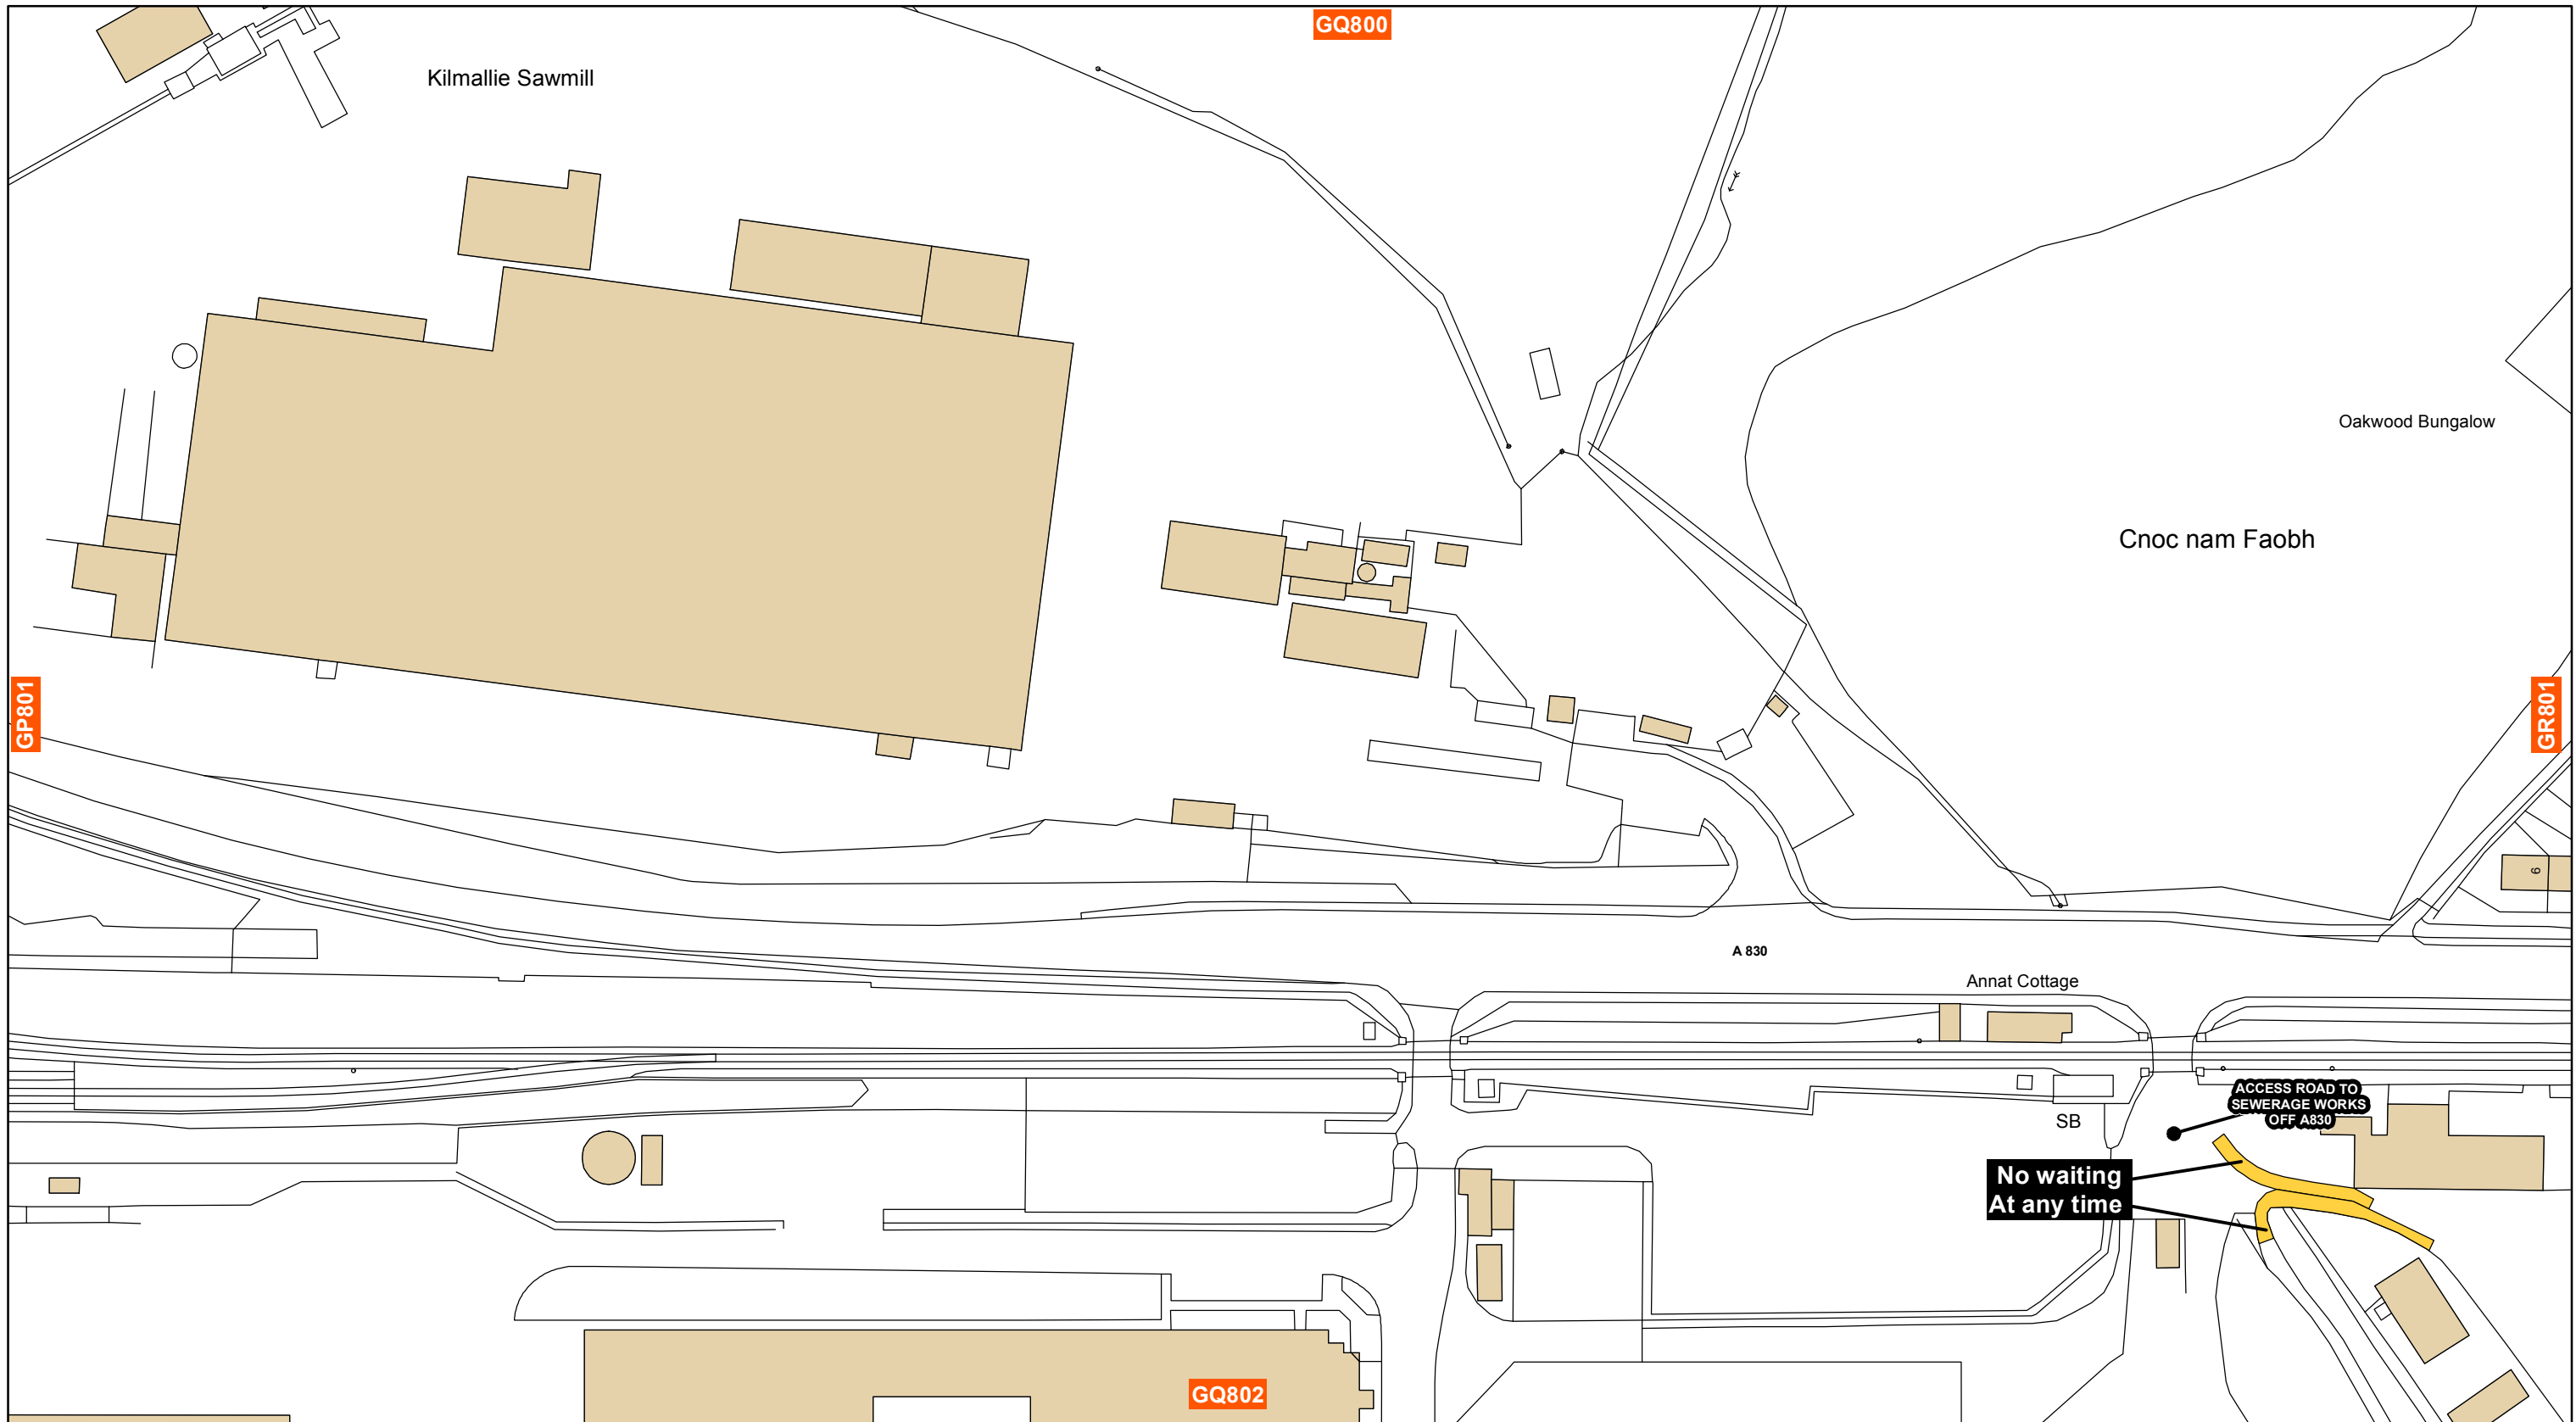 GQ800
Kilmallie Sawmill
Oakwood Bungalow
Cnoc nam Faobh
GP801
GR801
6
A 830
Annat Cottage
ACCESS ROAD TO
SEWERAGE WORKS
OFF A830
SB
No waiting
At any time
GQ802